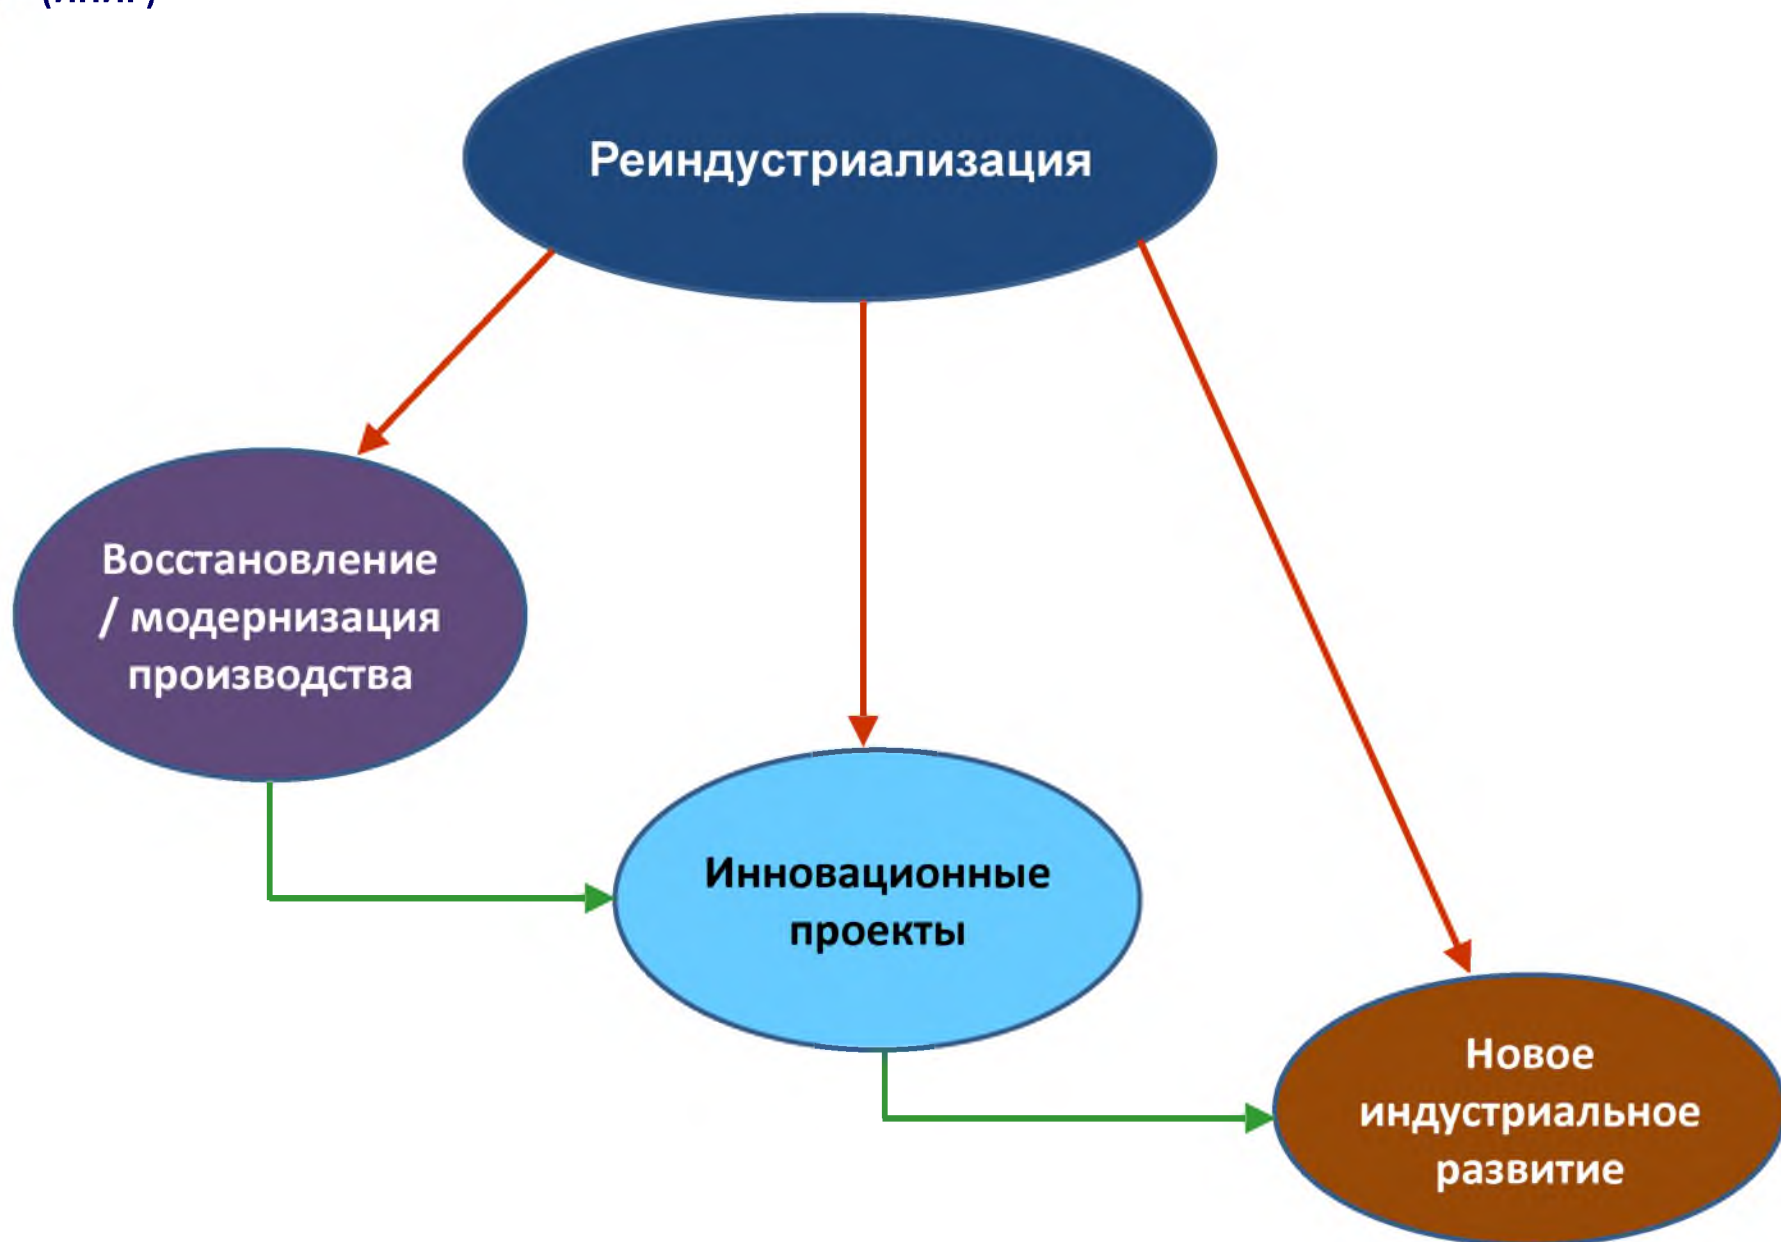 Реиндустриализация
Восстановление
/ модернизация
производства
Инновационные
проекты
Новое
индустриальное
развитие